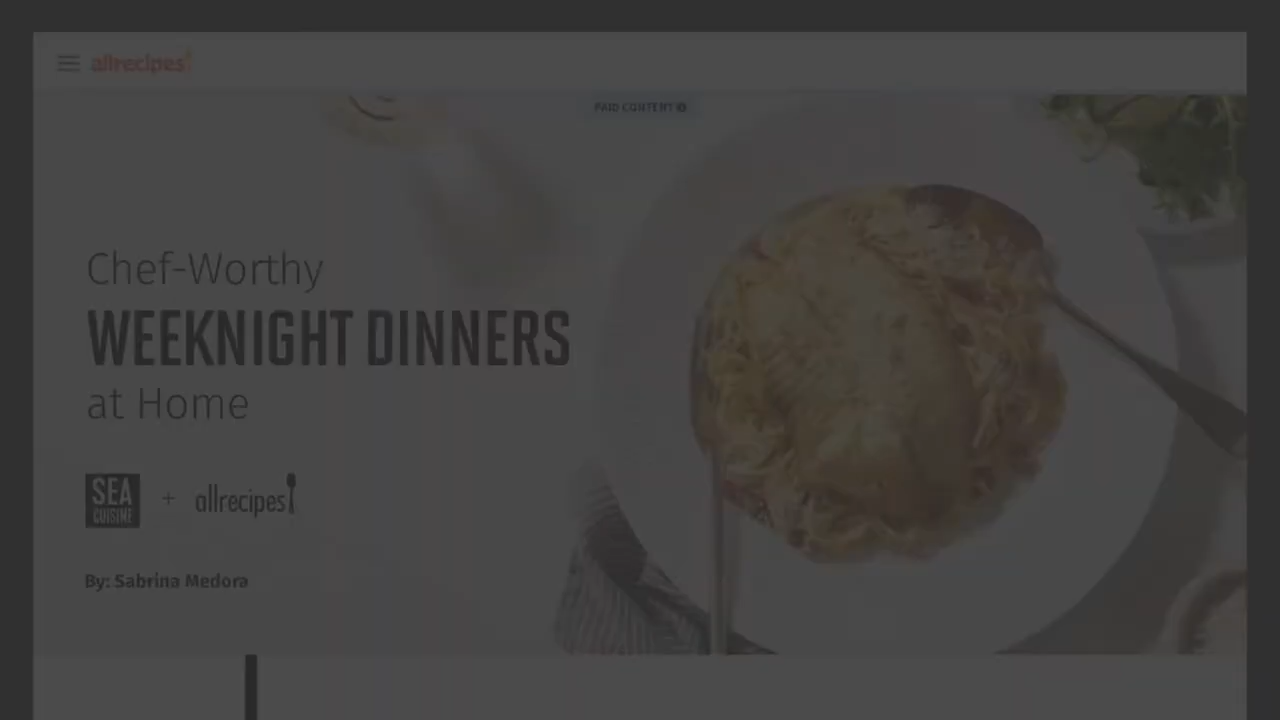 allrecipes
PAID CONTENT
Chef-Worthy
WEEKNIGHT DINNERS
at Home
SEA
CUISINE
+ allrecipes
By: Sabrina Medora